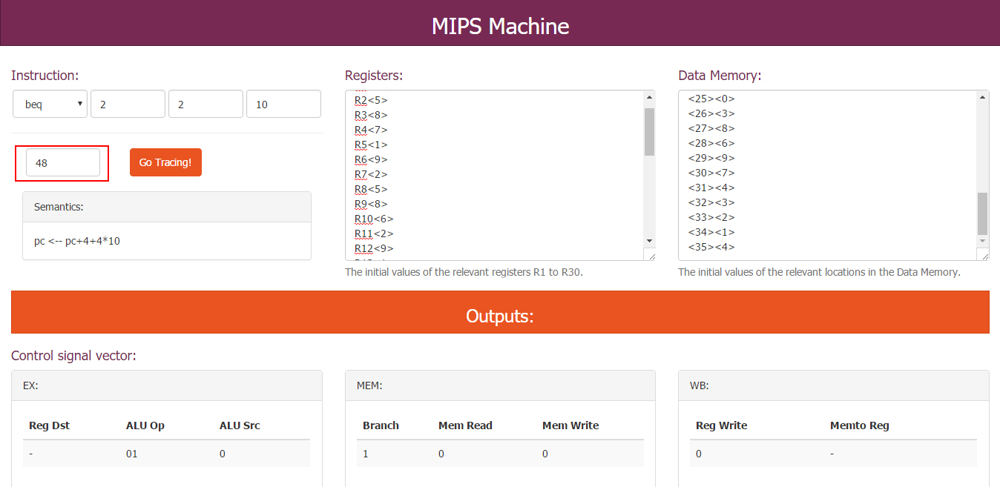 MIPS Machine
Instruction:
beq 2 2 10
48 Go Tracing!
Semantics:
pc <-- pc+4+4*10
Registers:
R2<5>
R3<8>
R4<7>
R5<1>
R6<9>
R7<2>
R8<5>
R9<8>
R10<6>
R11<2>
R12<9>
The initial values of the relevant registers R1 to R30.
Data Memory:
<25><0>
<26><3>
<27><8>
<28><6>
<29><9>
<30><7>
<31><4>
<32><3>
<33><2>
<34><1>
<35><4>
The initial values of the relevant locations in the Data Memory.
Outputs:
Control signal vector:
EX:
Reg Dst ALU Op ALU Src
- 01 0
MEM:
Branch Mem Read Mem Write
1 0 0
WB:
Reg Write Memto Reg
0 -